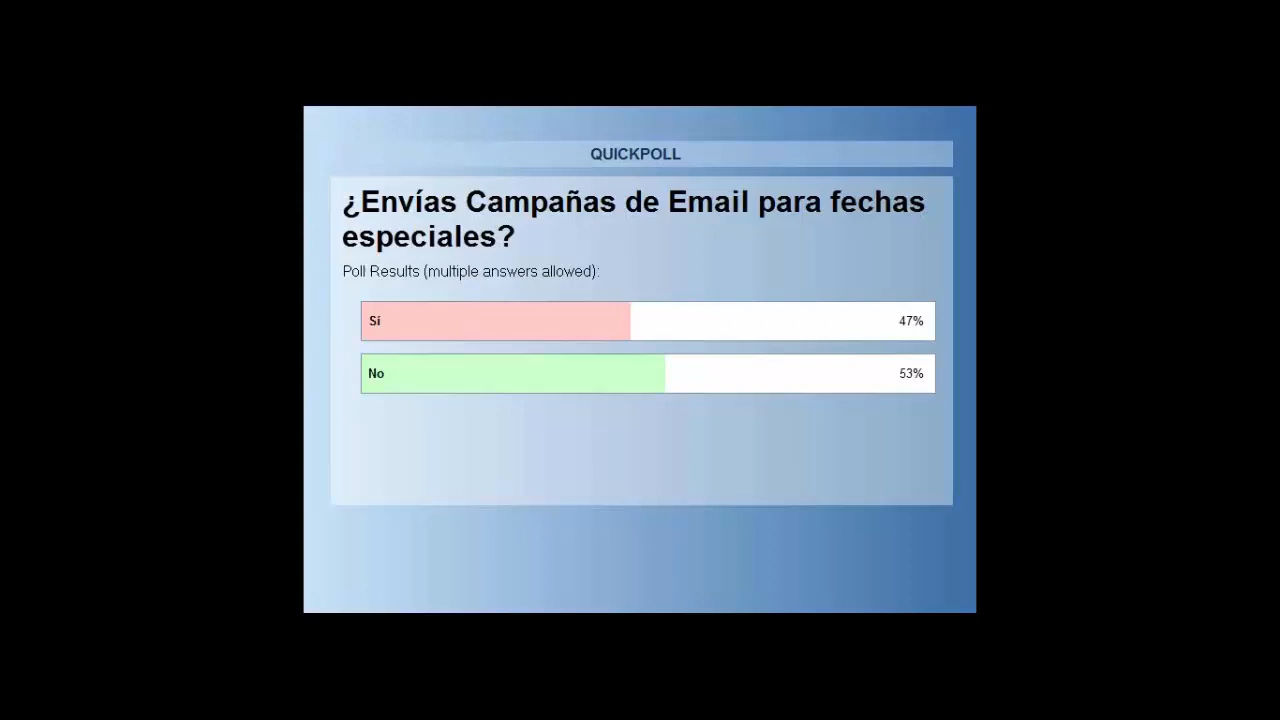 QUICKPOLL
¿Envías Campañas de Email para fechas
especiales?
Poll Results (multiple answers allowed):
Sí 47%
No 53%